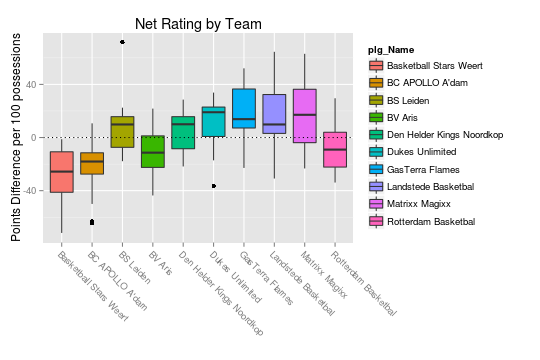 Net Rating by Team
Points Difference per 100 possessions
40
0
-40
Basketball Stars Weert
BC APOLLO A'dam
BS Leiden
BV Aris
Den Helder Kings Noordkop
Dukes Unlimited
GasTerra Flames
Landstede Basketbal
Matrixx Magixx
Rotterdam Basketbal
plg_Name
Basketball Stars Weert
BC APOLLO A'dam
BS Leiden
BV Aris
Den Helder Kings Noordkop
Dukes Unlimited
GasTerra Flames
Landstede Basketbal
Matrixx Magixx
Rotterdam Basketbal